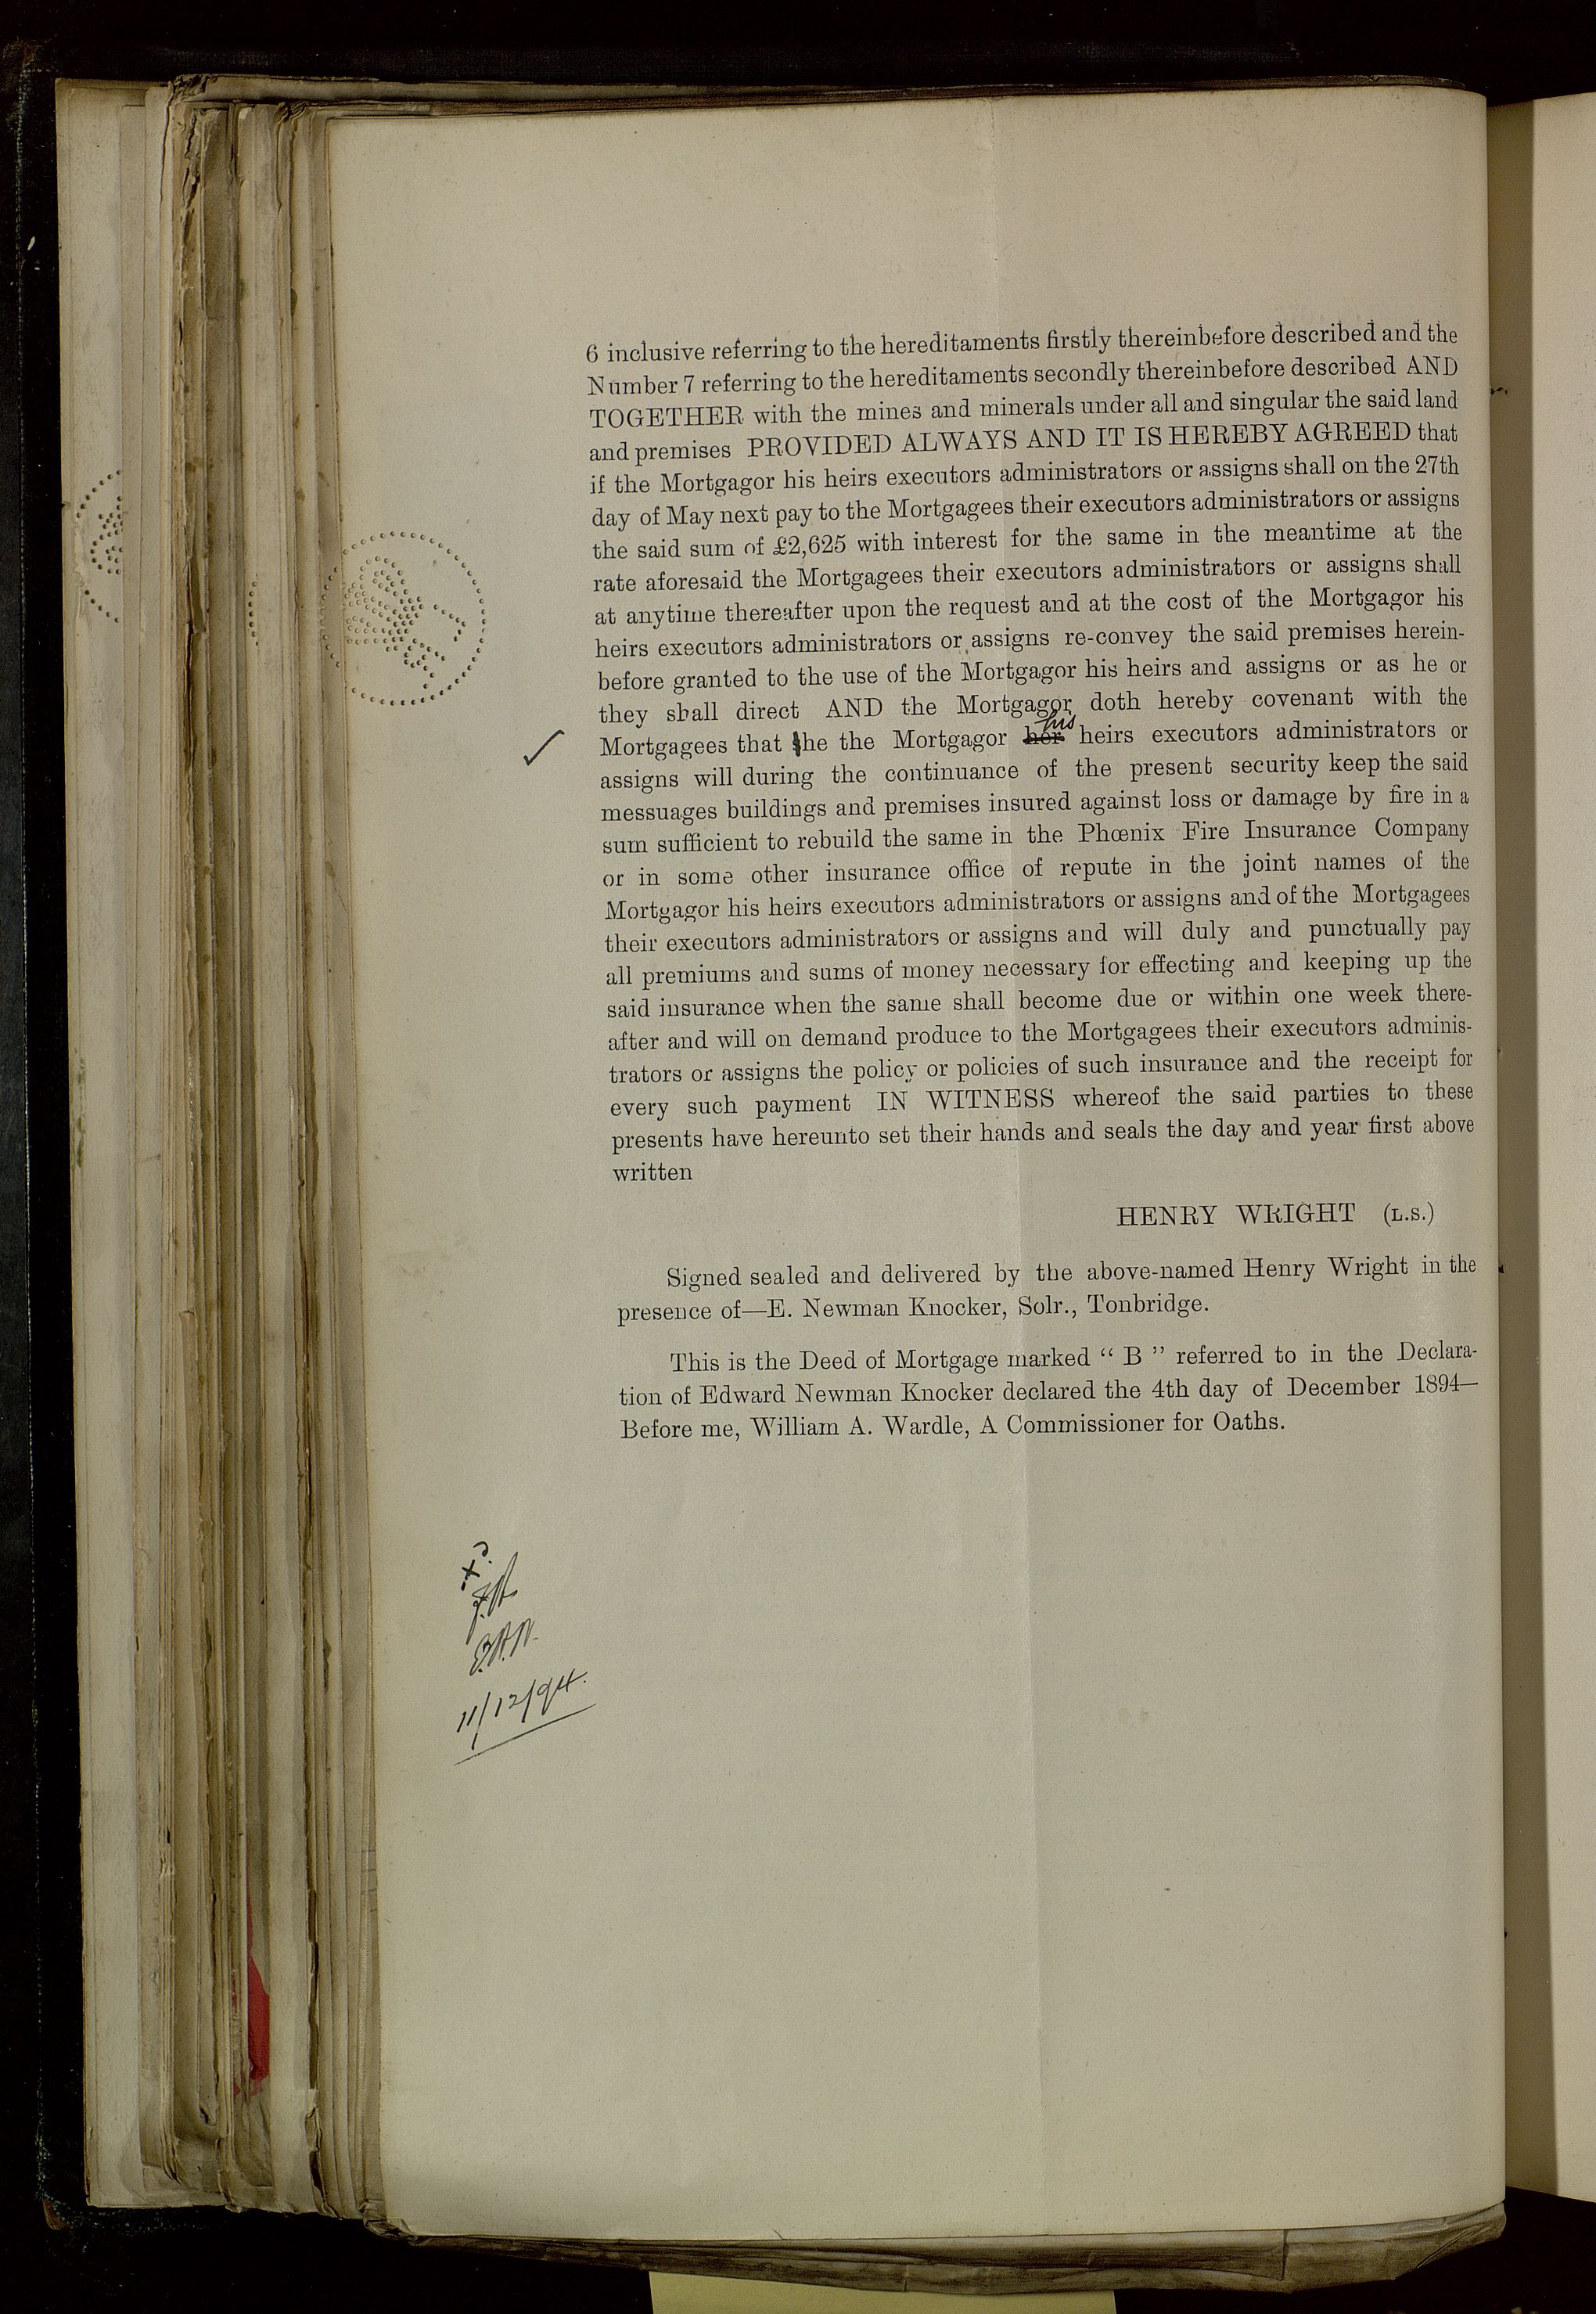 6 inclusive referring to the hereditaments firstly thereinbefore described and the
Number 7 referring to the hereditaments secondly thereinbefore described AND
TOGETHER with the mines and minerals under all and singular the said land
and premises PROVIDED ALWAYS AND IT IS HEREBY AGREED that
if the Mortgagor his heirs executors administrators or assigns shall on the 27th
day of May next pay to the Mortgagees their executors administrators or assigns
the said sum of £2,625 with interest for the same in the meantime at the
rate aforesaid the Mortgagees their executors administrators or assigns shall
at anytime thereafter upon the request and at the cost of the Mortgagor his
heirs executors administrators or assigns re-convey the said premises herein-
before granted to the use of the Mortgagor his heirs and assigns or as he or
they shall direct AND the Mortgagor doth hereby covenant with the
his
Mortgagees that she the Mortgagor her heirs executors administrators or
assigns will during the continuance of the present security keep the said
messuages buildings and premises insured against loss or damage by fire in a
sum sufficient to rebuild the same in the Phœnix Fire Insurance Company
or in some other insurance office of repute in the joint names of the
Mortgagor his heirs executors administrators or assigns and of the Mortgagees
their executors administrators or assigns and will duly and punctually pay
all premiums and sums of money necessary for effecting and keeping up the
said insurance when the same shall become due or within one week there-
after and will on demand produce to the Mortgagees their executors adminis-
trators or assigns the policy or policies of such insurance and the receipt for
every such payment IN WITNESS whereof the said parties to these
presents have hereunto set their hands and seals the day and year first above
written
HENRY WRIGHT (L.S.)
Signed sealed and delivered by the above-named Henry Wright in the
presence of—E. Newman Knocker, Solr., Tonbridge.
This is the Deed of Mortgage marked “ B ” referred to in the Declara-
tion of Edward Newman Knocker declared the 4th day of December 1894—
Before me, William A. Wardle, A Commissioner for Oaths.
11/12/94.